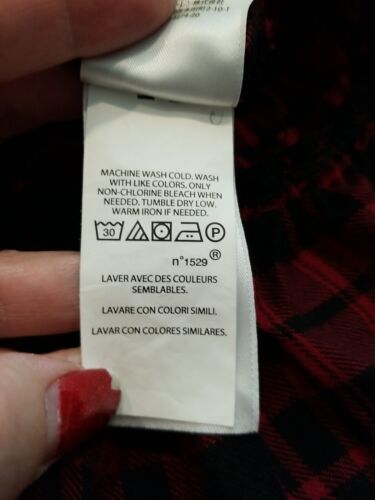 MACHINE WASH COLD. WASH
WITH LIKE COLORS. ONLY
NON-CHLORINE BLEACH WHEN
NEEDED. TUMBLE DRY LOW.
WARM IRON IF NEEDED.
30 P
n°1529®
LAVER AVEC DES COULEURS
SEMBLABLES.
LAVARE CON COLORI SIMILI.
LAVAR CON COLORES SIMILARES.